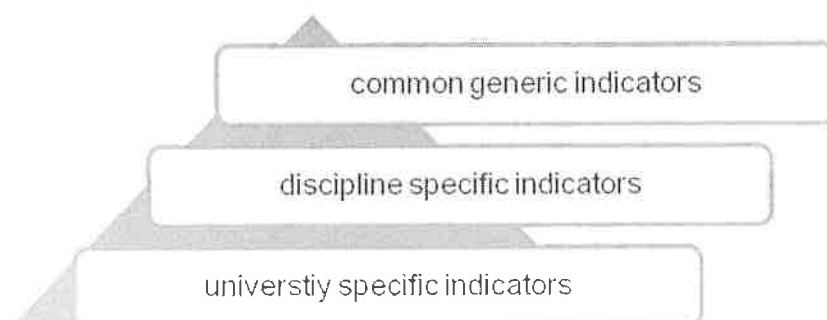 common generic indicators
discipline specific indicators
universtiy specific indicators